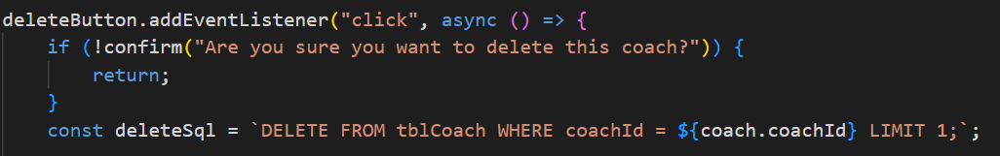 deleteButton.addEventListener("click", async () => {
    if (!confirm("Are you sure you want to delete this coach?")) {
        return;
    }
    const deleteSql = `DELETE FROM tblCoach WHERE coachId = ${coach.coachId} LIMIT 1;`;